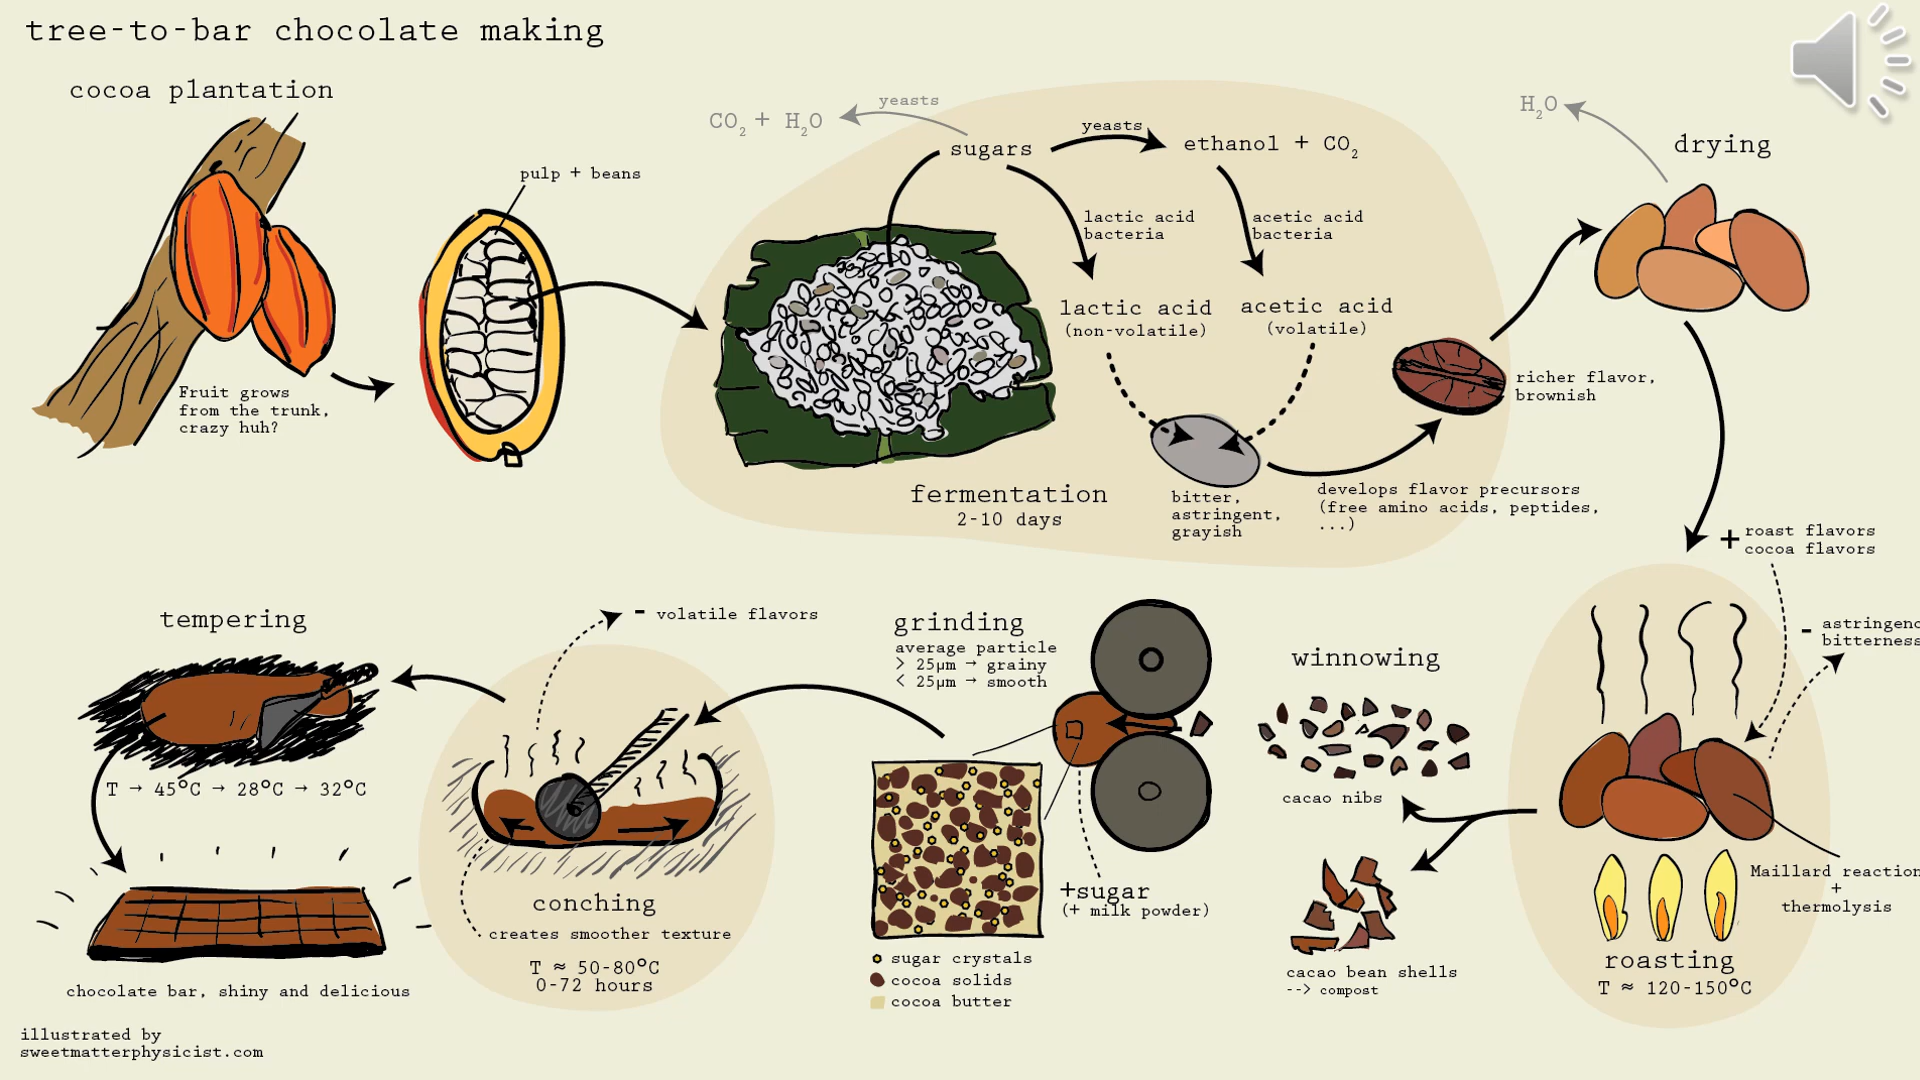 tree-to-bar chocolate making
cocoa plantation
Fruit grows
from the trunk,
crazy huh?
pulp + beans
CO₂ + H₂O
yeasts
sugars
yeasts
ethanol + CO₂
lactic acid
bacteria
acetic acid
bacteria
lactic acid
(non-volatile)
acetic acid
(volatile)
fermentation
2-10 days
bitter,
astringent,
grayish
develops flavor precursors
(free amino acids, peptides,
...)
richer flavor,
brownish
H₂O
drying
+ roast flavors
cocoa flavors
- astringenc
bitterness
Maillard reaction
+
thermolysis
roasting
T ≈ 120-150°C
winnowing
cacao nibs
cacao bean shells
--> compost
grinding
average particle
> 25µm → grainy
< 25µm → smooth
+sugar
(+ milk powder)
sugar crystals
cocoa solids
cocoa butter
- volatile flavors
conching
creates smoother texture
T ≈ 50-80°C
0-72 hours
tempering
T → 45°C → 28°C → 32°C
chocolate bar, shiny and delicious
illustrated by
sweetmatterphysicist.com